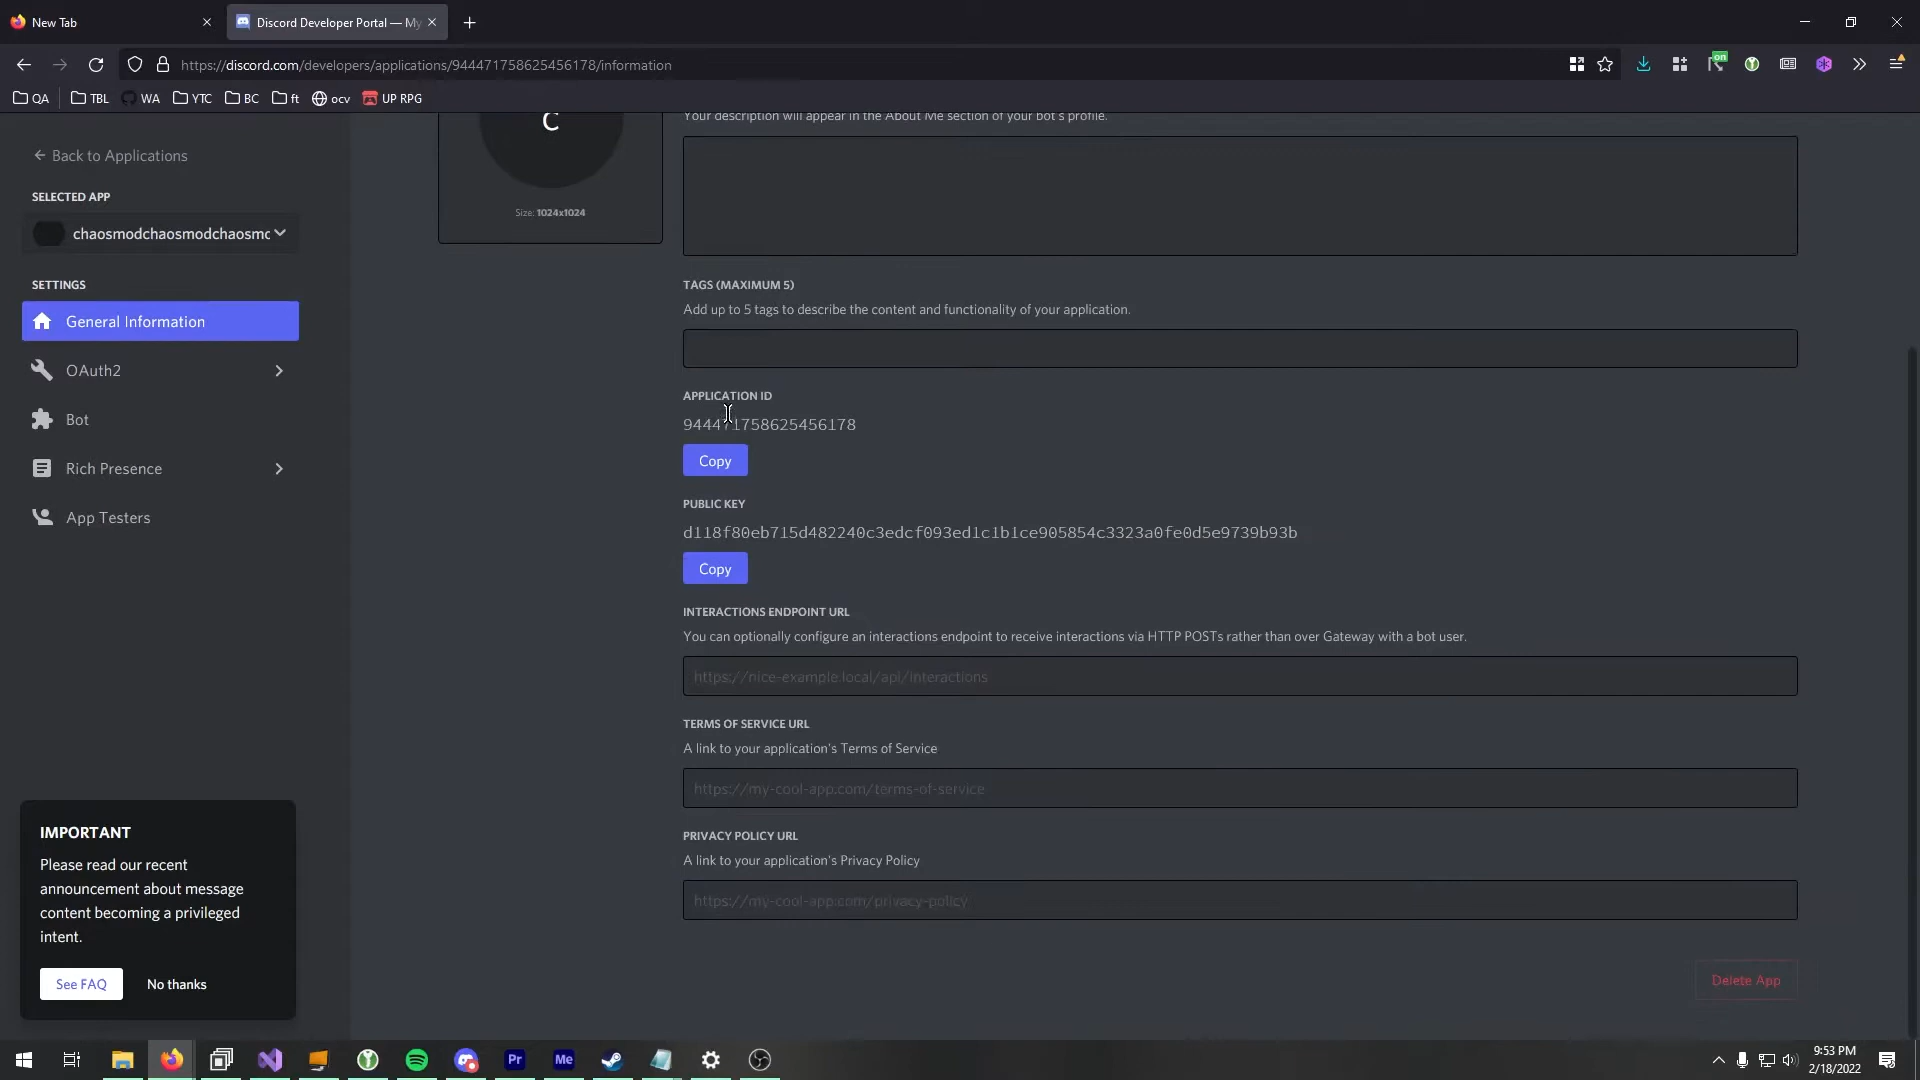 New Tab
Discord Developer Portal — My
https://discord.com/developers/applications/944471758625456178/information
on
QA
TBL
WA
YTC
BC
ft
ocv
UP RPG
Back to Applications
SELECTED APP
chaosmodchaosmodchaosmc
SETTINGS
General Information
OAuth2
Bot
Rich Presence
App Testers
IMPORTANT
Please read our recent
announcement about message
content becoming a privileged
intent.
See FAQ
No thanks
C
Size: 1024x1024
Your description will appear in the About Me section of your bot's profile.
TAGS (MAXIMUM 5)
Add up to 5 tags to describe the content and functionality of your application.
APPLICATION ID
944471758625456178
Copy
PUBLIC KEY
d118f80eb715d482240c3edcf093ed1c1b1ce905854c3323a0fe0d5e9739b93b
Copy
INTERACTIONS ENDPOINT URL
You can optionally configure an interactions endpoint to receive interactions via HTTP POSTs rather than over Gateway with a bot user.
https://nice-example.local/api/interactions
TERMS OF SERVICE URL
A link to your application's Terms of Service
https://my-cool-app.com/terms-of-service
PRIVACY POLICY URL
A link to your application's Privacy Policy
https://my-cool-app.com/privacy-policy
Delete App
Pr
Me
9:53 PM
2/18/2022